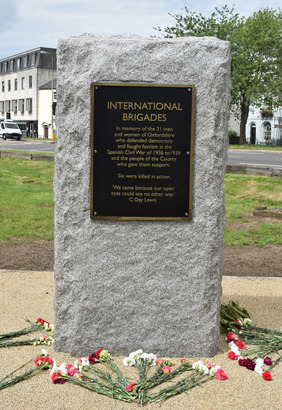 INTERNATIONAL
BRIGADES
In memory of the 31 men
and women of Oxfordshire
who defended democracy
and fought fascism in the
Spanish Civil War of 1936 to1939
and the people of the County
who gave them support.
Six were killed in action.
'We came because our open
eyes could see no other way'
C Day Lewis